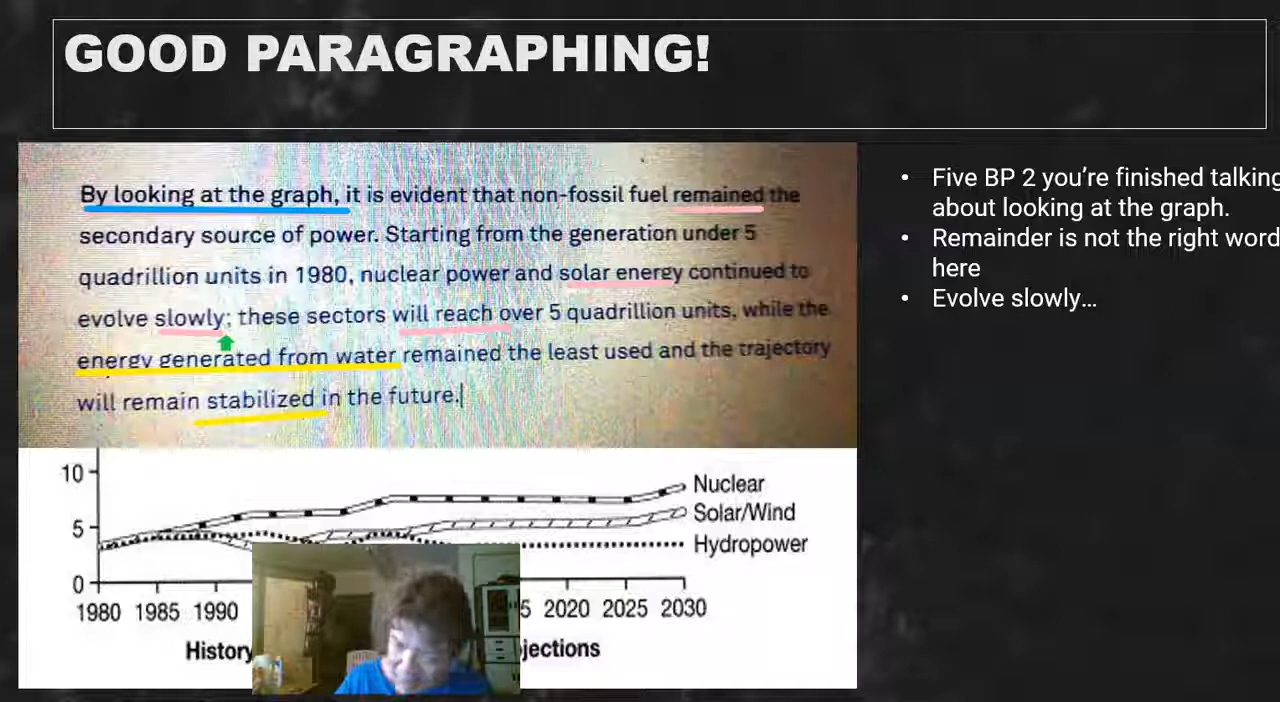 GOOD PARAGRAPHING!
By looking at the graph, it is evident that non-fossil fuel remained the
secondary source of power. Starting from the generation under 5
quadrillion units in 1980, nuclear power and solar energy continued to
evolve slowly; these sectors will reach over 5 quadrillion units, while the
energy generated from water remained the least used and the trajectory
will remain stabilized in the future.
• Five BP 2 you're finished talking
about looking at the graph.
• Remainder is not the right word
here
• Evolve slowly...
10
5
0
Nuclear
Solar/Wind
Hydropower
1980 1985 1990 5 2020 2025 2030
History jections